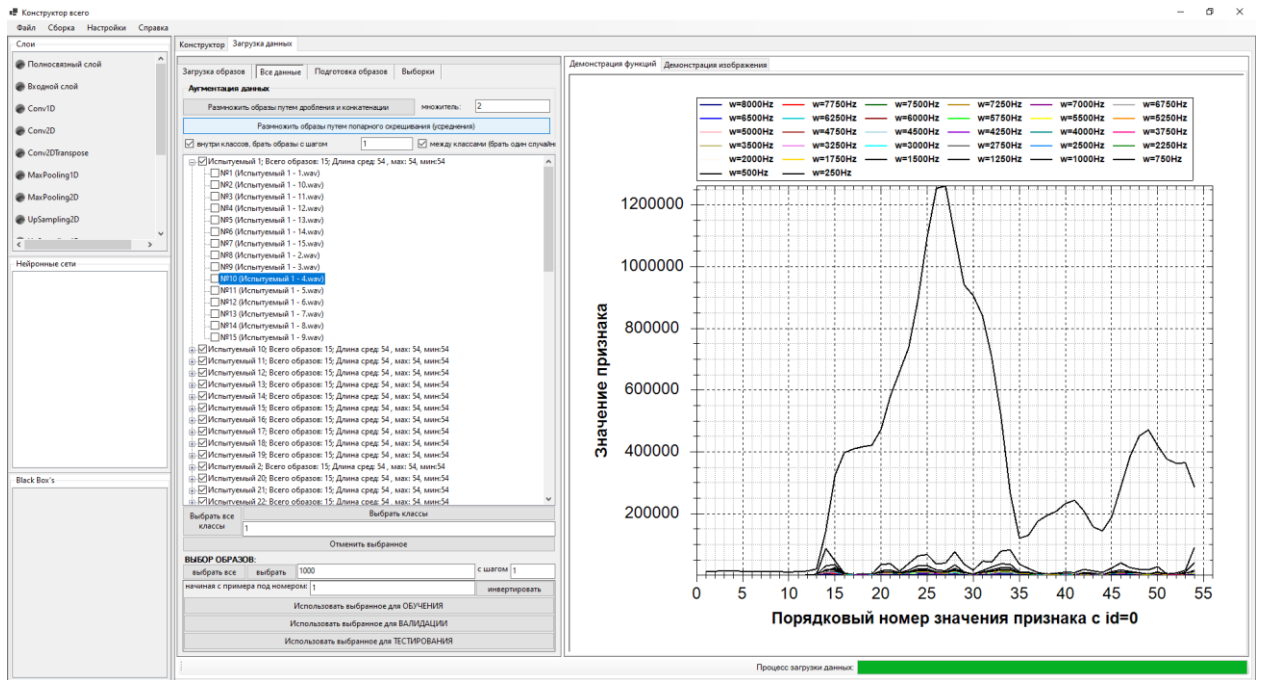 Конструктор всего
Файл Сборка Настройки Справка
Слои
Полносвязный слой
Входной слой
Conv1D
Conv2D
Conv2DTranspose
MaxPooling1D
MaxPooling2D
UpSampling2D
Нейронные сети
Black Box's
Конструктор Загрузка данных
Загрузка образов Все данные Подготовка образов Выборки
Аугментация данных
Размножить образы путем дробления и конкатенации множитель: 2
Размножить образы путем попарного скрещивания (усреднения)
внутри классов, брать образы с шагом 1 между классами (брать один случайн
Испытуемый 1; Всего образов: 15; Длина сред: 54 , мах: 54, мин:54
№1 (Испытуемый 1 - 1.wav)
№2 (Испытуемый 1 - 10.wav)
№3 (Испытуемый 1 - 11.wav)
№4 (Испытуемый 1 - 12.wav)
№5 (Испытуемый 1 - 13.wav)
№6 (Испытуемый 1 - 14.wav)
№7 (Испытуемый 1 - 15.wav)
№8 (Испытуемый 1 - 2.wav)
№9 (Испытуемый 1 - 3.wav)
№10 (Испытуемый 1 - 4.wav)
№11 (Испытуемый 1 - 5.wav)
№12 (Испытуемый 1 - 6.wav)
№13 (Испытуемый 1 - 7.wav)
№14 (Испытуемый 1 - 8.wav)
№15 (Испытуемый 1 - 9.wav)
Испытуемый 10; Всего образов: 15; Длина сред: 54 , мах: 54, мин:54
Испытуемый 11; Всего образов: 15; Длина сред: 54 , мах: 54, мин:54
Испытуемый 12; Всего образов: 15; Длина сред: 54 , мах: 54, мин:54
Испытуемый 13; Всего образов: 15; Длина сред: 54 , мах: 54, мин:54
Испытуемый 14; Всего образов: 15; Длина сред: 54 , мах: 54, мин:54
Испытуемый 15; Всего образов: 15; Длина сред: 54 , мах: 54, мин:54
Испытуемый 16; Всего образов: 15; Длина сред: 54 , мах: 54, мин:54
Испытуемый 17; Всего образов: 15; Длина сред: 54 , мах: 54, мин:54
Испытуемый 18; Всего образов: 15; Длина сред: 54 , мах: 54, мин:54
Испытуемый 19; Всего образов: 15; Длина сред: 54 , мах: 54, мин:54
Испытуемый 2; Всего образов: 15; Длина сред: 54 , мах: 54, мин:54
Испытуемый 20; Всего образов: 15; Длина сред: 54 , мах: 54, мин:54
Испытуемый 21; Всего образов: 15; Длина сред: 54 , мах: 54, мин:54
Испытуемый 22; Всего образов: 15; Длина сред: 54 , мах: 54, мин:54
Выбрать все классы Выбрать классы
1
Отменить выбранное
ВЫБОР ОБРАЗОВ:
выбрать все выбрать 1000 с шагом 1
начиная с примера под номером: 1 инвертировать
Использовать выбранное для ОБУЧЕНИЯ
Использовать выбранное для ВАЛИДАЦИИ
Использовать выбранное для ТЕСТИРОВАНИЯ
Демонстрация функций Демонстрация изображения
w=8000Hz w=7750Hz w=7500Hz w=7250Hz w=7000Hz w=6750Hz
w=6500Hz w=6250Hz w=6000Hz w=5750Hz w=5500Hz w=5250Hz
w=5000Hz w=4750Hz w=4500Hz w=4250Hz w=4000Hz w=3750Hz
w=3500Hz w=3250Hz w=3000Hz w=2750Hz w=2500Hz w=2250Hz
w=2000Hz w=1750Hz w=1500Hz w=1250Hz w=1000Hz w=750Hz
w=500Hz w=250Hz
Значение признака
1200000
1000000
800000
600000
400000
200000
0 5 10 15 20 25 30 35 40 45 50 55
Порядковый номер значения признака с id=0
Процесс загрузки данных: